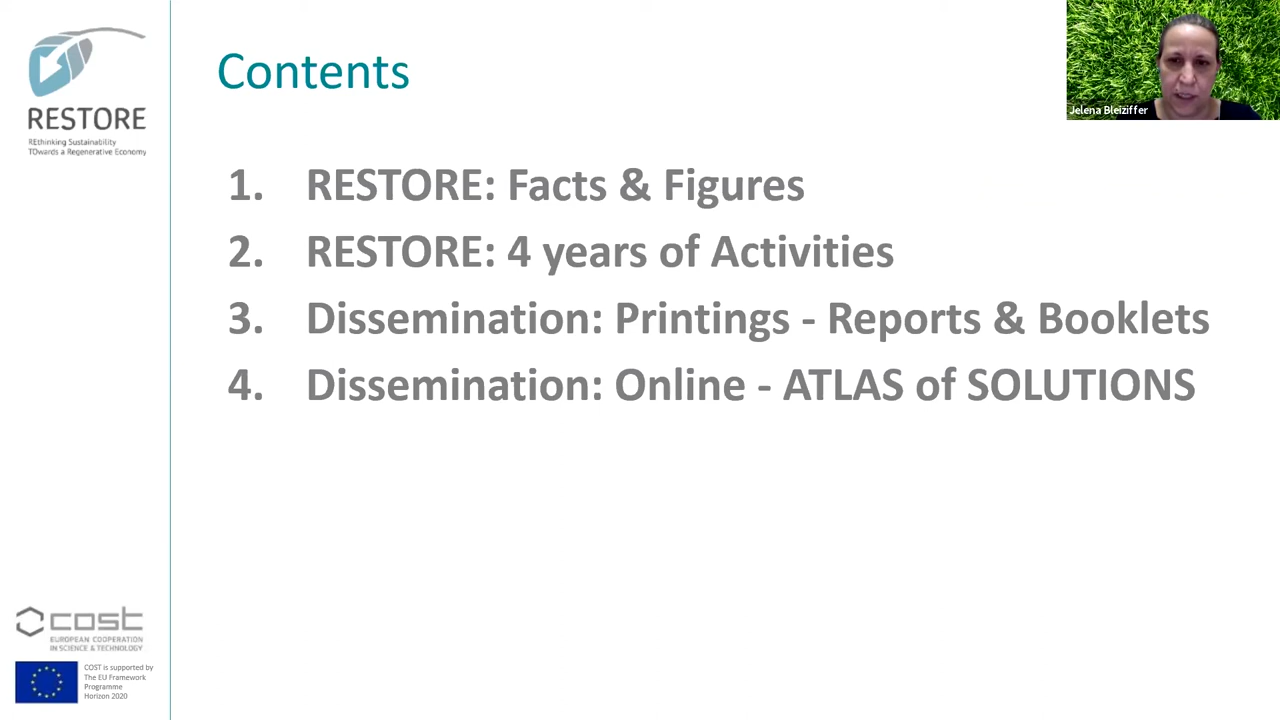 RESTORE
REthinking Sustainability
TOwards a Regenerative Economy
Contents
Jelena Bleiziffer
1. RESTORE: Facts & Figures
2. RESTORE: 4 years of Activities
3. Dissemination: Printings - Reports & Booklets
4. Dissemination: Online - ATLAS of SOLUTIONS
cost
EUROPEAN COOPERATION
IN SCIENCE & TECHNOLOGY
COST is supported by
The EU Framework
Programme
Horizon 2020